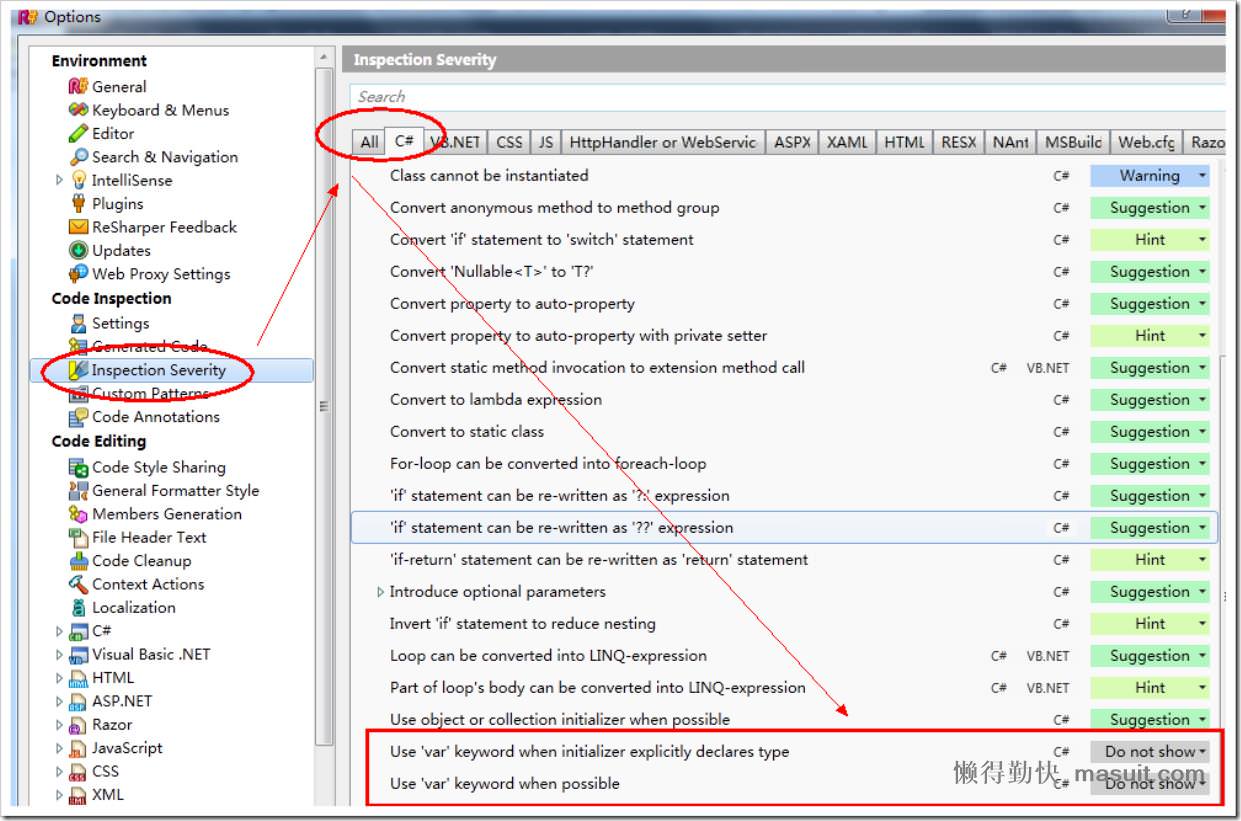 Options
Environment
General
Keyboard & Menus
Editor
Search & Navigation
IntelliSense
Plugins
ReSharper Feedback
Updates
Web Proxy Settings
Code Inspection
Settings
Generated Code
Inspection Severity
Custom Patterns
Code Annotations
Code Editing
Code Style Sharing
General Formatter Style
Members Generation
File Header Text
Code Cleanup
Context Actions
Localization
C#
Visual Basic .NET
HTML
ASP.NET
Razor
JavaScript
CSS
XML
Inspection Severity
Search
All C# VB.NET CSS JS HttpHandler or WebServic ASPX XAML HTML RESX NAnt MSBuild Web.cfg Razo
Class cannot be instantiated C# Warning
Convert anonymous method to method group C# Suggestion
Convert 'if' statement to 'switch' statement C# Hint
Convert 'Nullable<T>' to 'T?' C# Suggestion
Convert property to auto-property C# Suggestion
Convert property to auto-property with private setter C# Hint
Convert static method invocation to extension method call C# VB.NET Suggestion
Convert to lambda expression C# Suggestion
Convert to static class C# Suggestion
For-loop can be converted into foreach-loop C# Suggestion
'if' statement can be re-written as '?:' expression C# Suggestion
'if' statement can be re-written as '??' expression C# Suggestion
'if-return' statement can be re-written as 'return' statement C# Hint
Introduce optional parameters C# Suggestion
Invert 'if' statement to reduce nesting C# Hint
Loop can be converted into LINQ-expression C# VB.NET Suggestion
Part of loop's body can be converted into LINQ-expression C# VB.NET Hint
Use object or collection initializer when possible C# Suggestion
Use 'var' keyword when initializer explicitly declares type C# Do not show
Use 'var' keyword when possible C# Do not show
懒得勤快_masuit.com